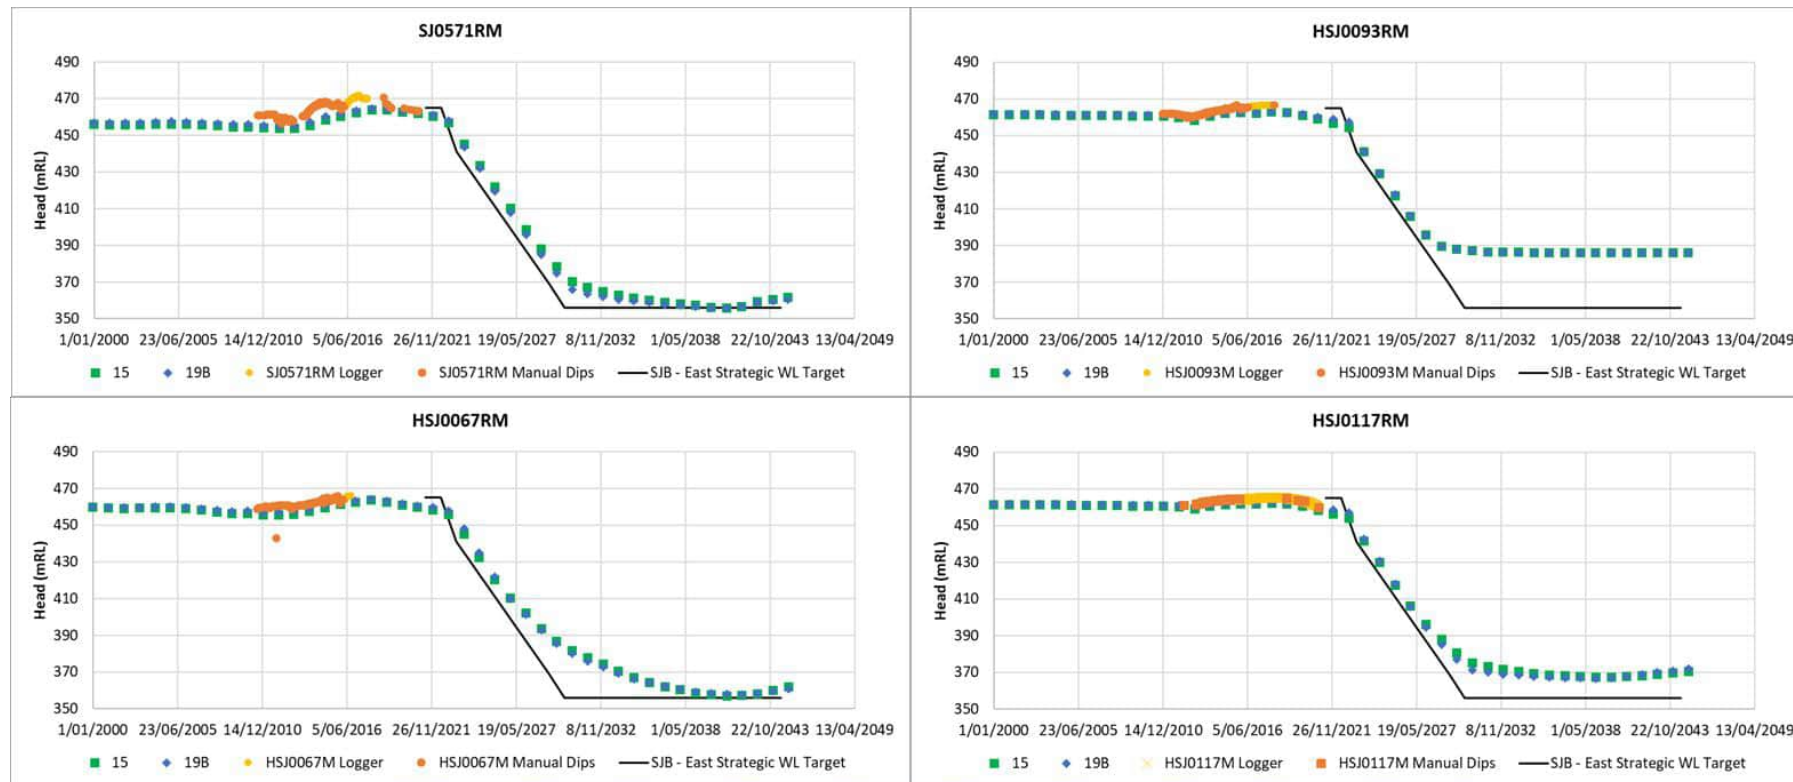 SJ0571RM
490
470
450
430
410
390
370
350
Head (mRL)
1/01/2000 23/06/2005 14/12/2010 5/06/2016 26/11/2021 19/05/2027 8/11/2032 1/05/2038 22/10/2043 13/04/2049
15 19B SJ0571RM Logger SJ0571RM Manual Dips SJB - East Strategic WL Target
HSJ0093RM
490
470
450
430
410
390
370
350
Head (mRL)
1/01/2000 23/06/2005 14/12/2010 5/06/2016 26/11/2021 19/05/2027 8/11/2032 1/05/2038 22/10/2043 13/04/2049
15 19B HSJ0093M Logger HSJ0093M Manual Dips SJB - East Strategic WL Target
HSJ0067RM
490
470
450
430
410
390
370
350
Head (mRL)
1/01/2000 23/06/2005 14/12/2010 5/06/2016 26/11/2021 19/05/2027 8/11/2032 1/05/2038 22/10/2043 13/04/2049
15 19B HSJ0067M Logger HSJ0067M Manual Dips SJB - East Strategic WL Target
HSJ0117RM
490
470
450
430
410
390
370
350
Head (mRL)
1/01/2000 23/06/2005 14/12/2010 5/06/2016 26/11/2021 19/05/2027 8/11/2032 1/05/2038 22/10/2043 13/04/2049
15 19B HSJ0117M Logger HSJ0117M Manual Dips SJB - East Strategic WL Target